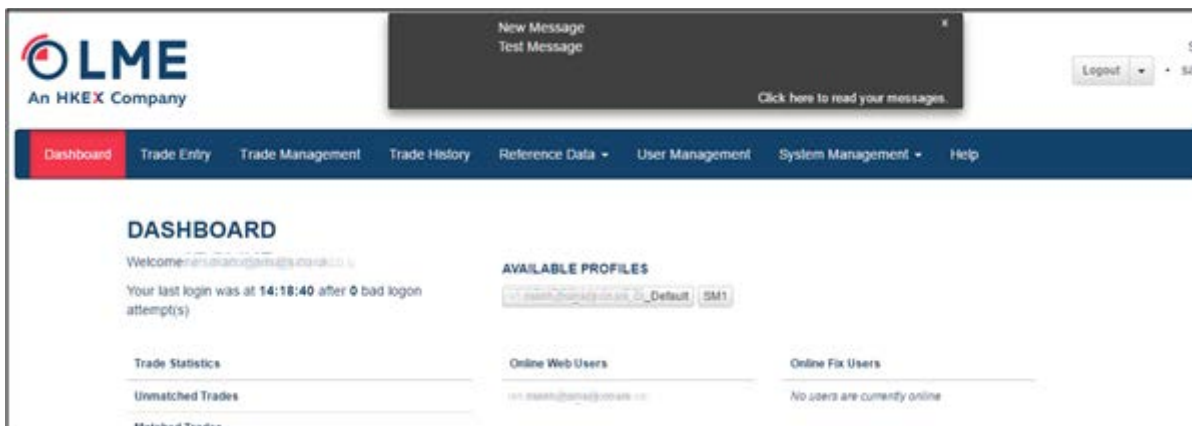 New Message
x
Test Message
Click here to read your messages.
LME
An HKEX Company
Logout
Dashboard Trade Entry Trade Management Trade History Reference Data User Management System Management Help
DASHBOARD
Welcome
Your last login was at 14:18:40 after 0 bad logon
attempt(s)
AVAILABLE PROFILES
_Default SM1
Trade Statistics
Unmatched Trades
Matched Trades
Online Web Users
Online Fix Users
No users are currently online